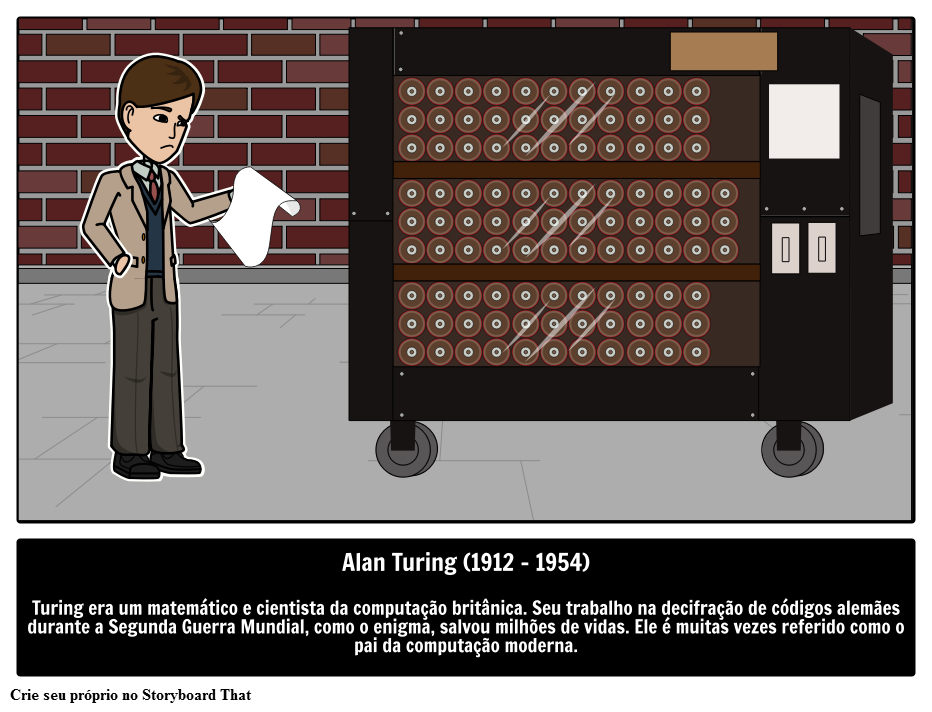 Alan Turing (1912 - 1954)
Turing era um matemático e cientista da computação britânica. Seu trabalho na decifração de códigos alemães
durante a Segunda Guerra Mundial, como o enigma, salvou milhões de vidas. Ele é muitas vezes referido como o
pai da computação moderna.
Crie seu próprio no Storyboard That